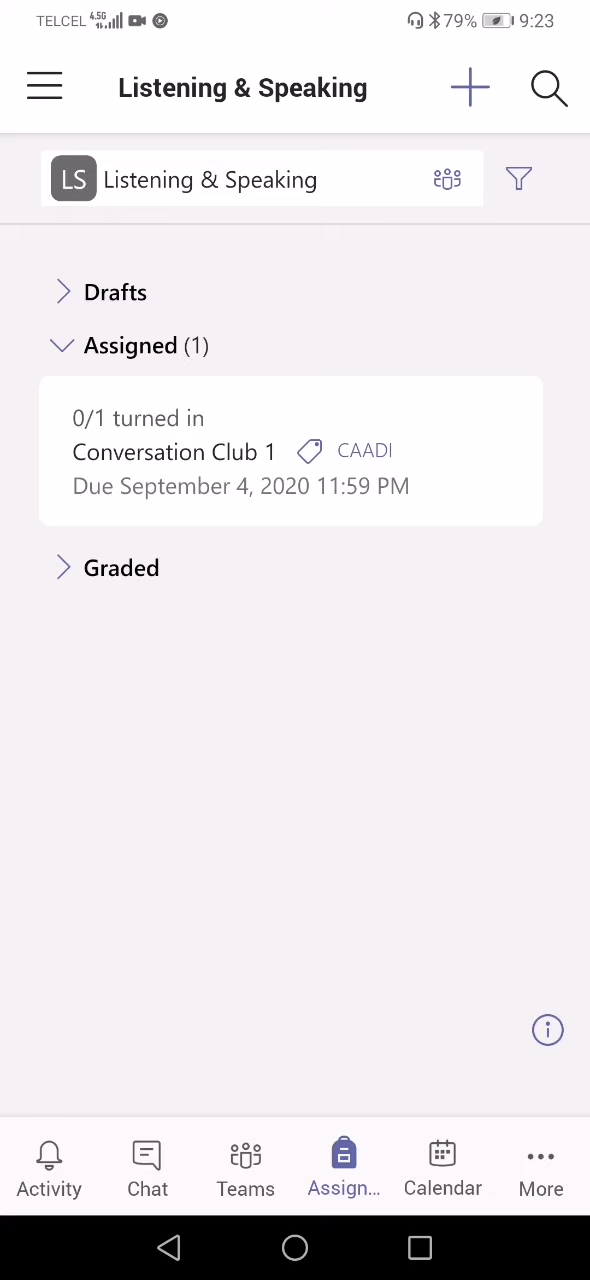 TELCEL 4.5G 79% 9:23
Listening & Speaking
LS Listening & Speaking
Drafts
Assigned (1)
0/1 turned in
Conversation Club 1 CAADI
Due September 4, 2020 11:59 PM
Graded
Activity Chat Teams Assign... Calendar More